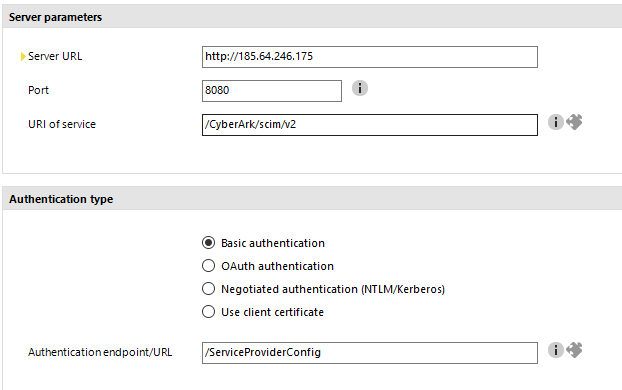 Server parameters
Server URL http://185.64.246.175
Port 8080
URI of service /CyberArk/scim/v2
Authentication type
Basic authentication
OAuth authentication
Negotiated authentication (NTLM/Kerberos)
Use client certificate
Authentication endpoint/URL /ServiceProviderConfig